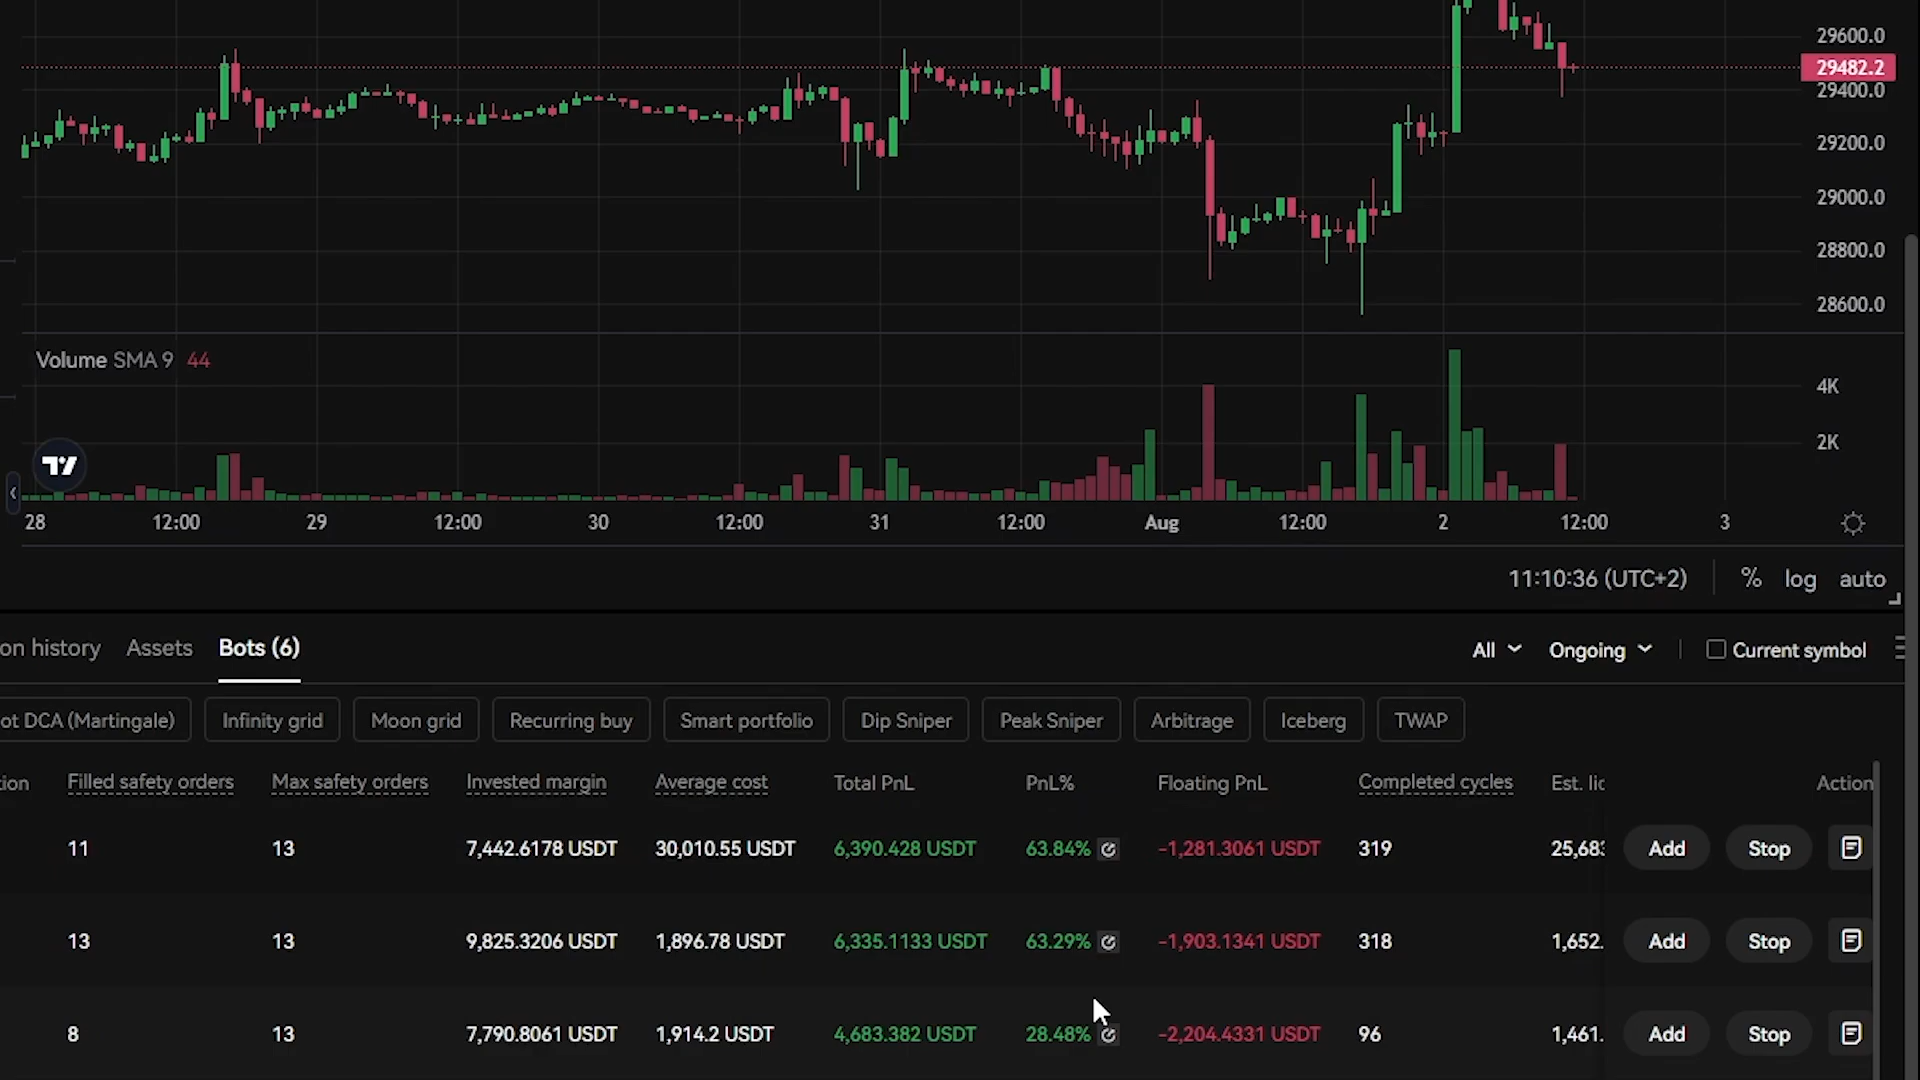 29600.0
29482.2
29400.0
29200.0
29000.0
28800.0
28600.0
Volume SMA 9 44
4K
2K
28 12:00 29 12:00 30 12:00 31 12:00 Aug 12:00 2 12:00 3
11:10:36 (UTC+2) % log auto
on history Assets Bots (6) All Ongoing Current symbol
ot DCA (Martingale) Infinity grid Moon grid Recurring buy Smart portfolio Dip Sniper Peak Sniper Arbitrage Iceberg TWAP
tion Filled safety orders Max safety orders Invested margin Average cost Total PnL PnL% Floating PnL Completed cycles Est. lic Action
11 13 7,442.6178 USDT 30,010.55 USDT 6,390.428 USDT 63.84% -1,281.3061 USDT 319 25,683 Add Stop
13 13 9,825.3206 USDT 1,896.78 USDT 6,335.1133 USDT 63.29% -1,903.1341 USDT 318 1,652. Add Stop
8 13 7,790.8061 USDT 1,914.2 USDT 4,683.382 USDT 28.48% -2,204.4331 USDT 96 1,461. Add Stop